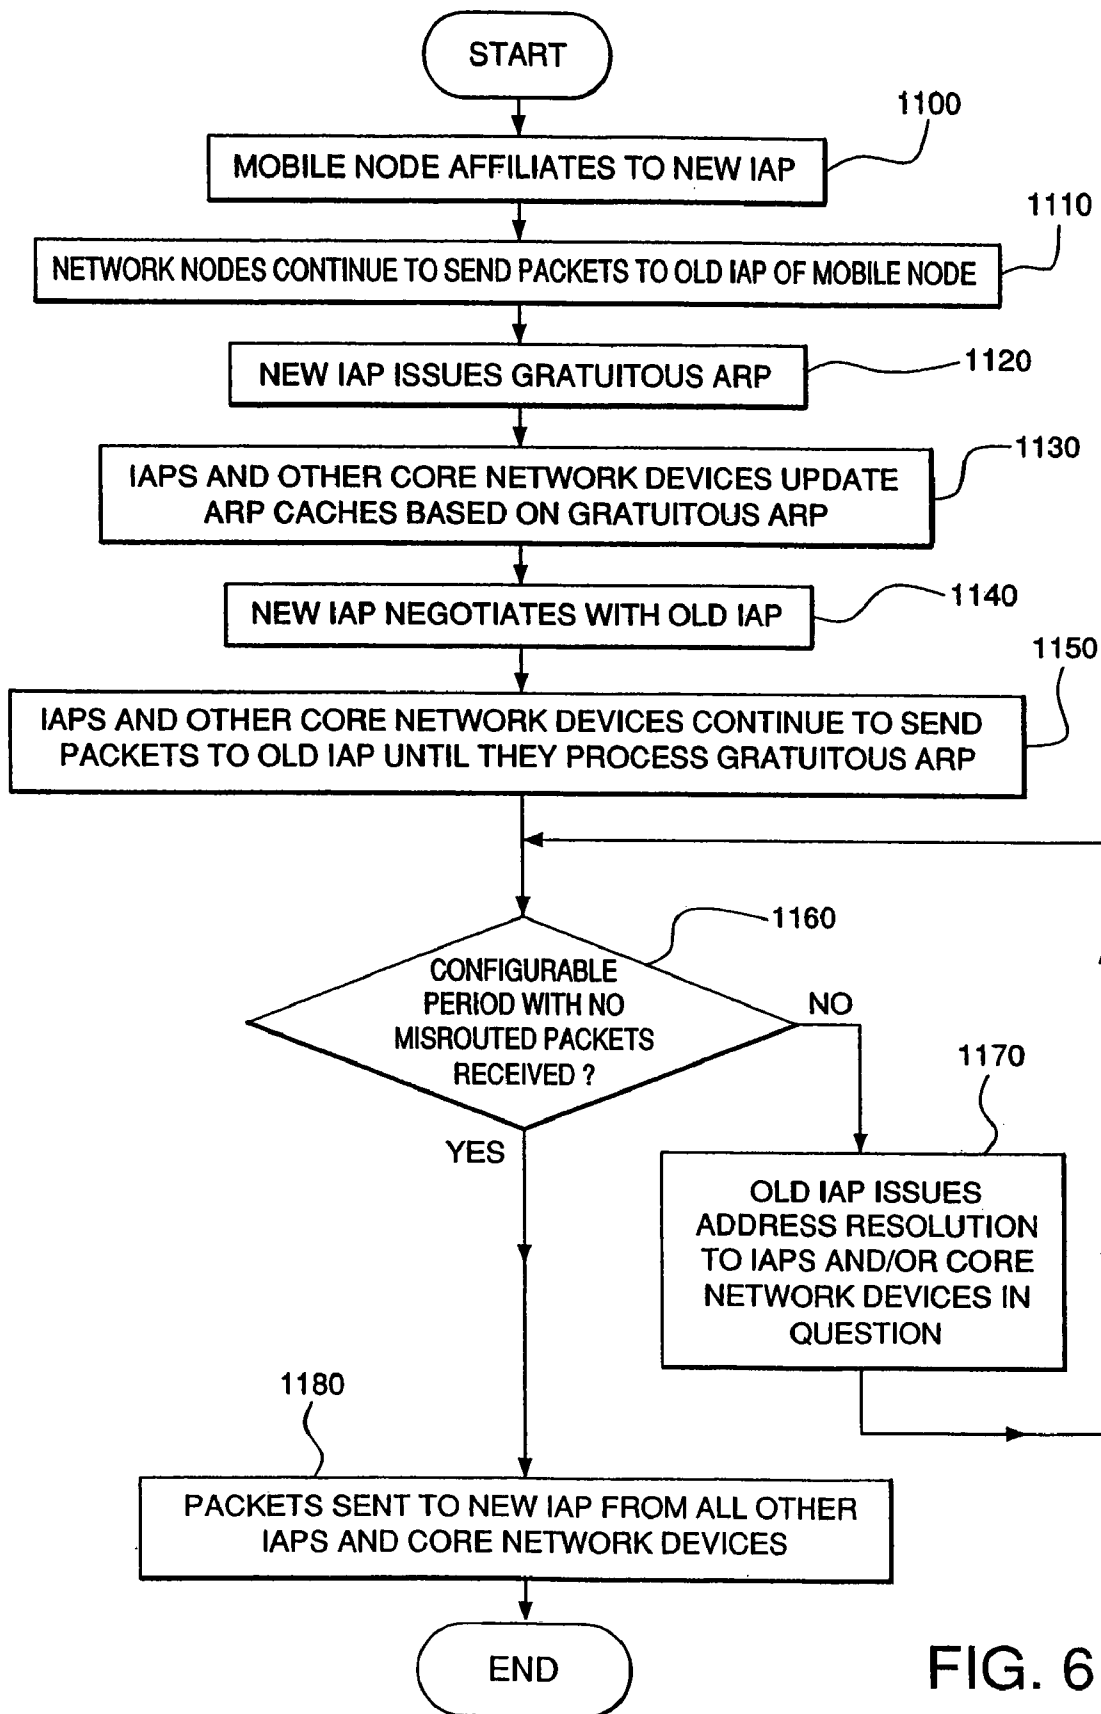 START
1100
MOBILE NODE AFFILIATES TO NEW IAP
1110
NETWORK NODES CONTINUE TO SEND PACKETS TO OLD IAP OF MOBILE NODE
NEW IAP ISSUES GRATUITOUS ARP
1120
1130
IAPS AND OTHER CORE NETWORK DEVICES UPDATE
ARP CACHES BASED ON GRATUITOUS ARP
NEW IAP NEGOTIATES WITH OLD IAP
1140
1150
IAPS AND OTHER CORE NETWORK DEVICES CONTINUE TO SEND
PACKETS TO OLD IAP UNTIL THEY PROCESS GRATUITOUS ARP
1160
CONFIGURABLE
PERIOD WITH NO
MISROUTED PACKETS
RECEIVED ?
NO
YES
1170
OLD IAP ISSUES
ADDRESS RESOLUTION
TO IAPS AND/OR CORE
NETWORK DEVICES IN
QUESTION
1180
PACKETS SENT TO NEW IAP FROM ALL OTHER
IAPS AND CORE NETWORK DEVICES
END
FIG. 6